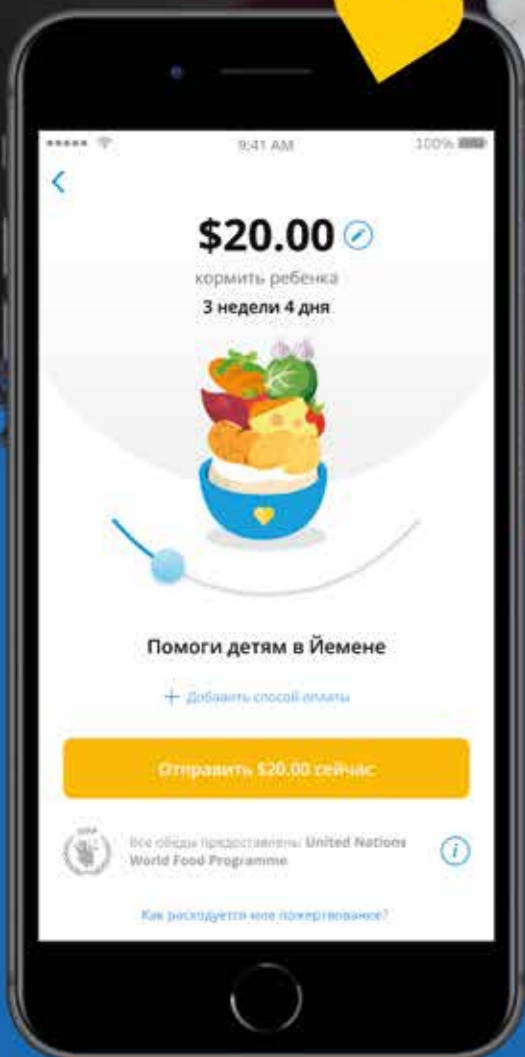 9:41 AM
100%
$20.00
кормить ребенка
3 недели 4 дня
Помоги детям в Йемене
+ Добавить способ оплаты
Отправить $20.00 сейчас
Все обеды предоставлены United Nations
World Food Programme
i
Как расходуется мое пожертвование?